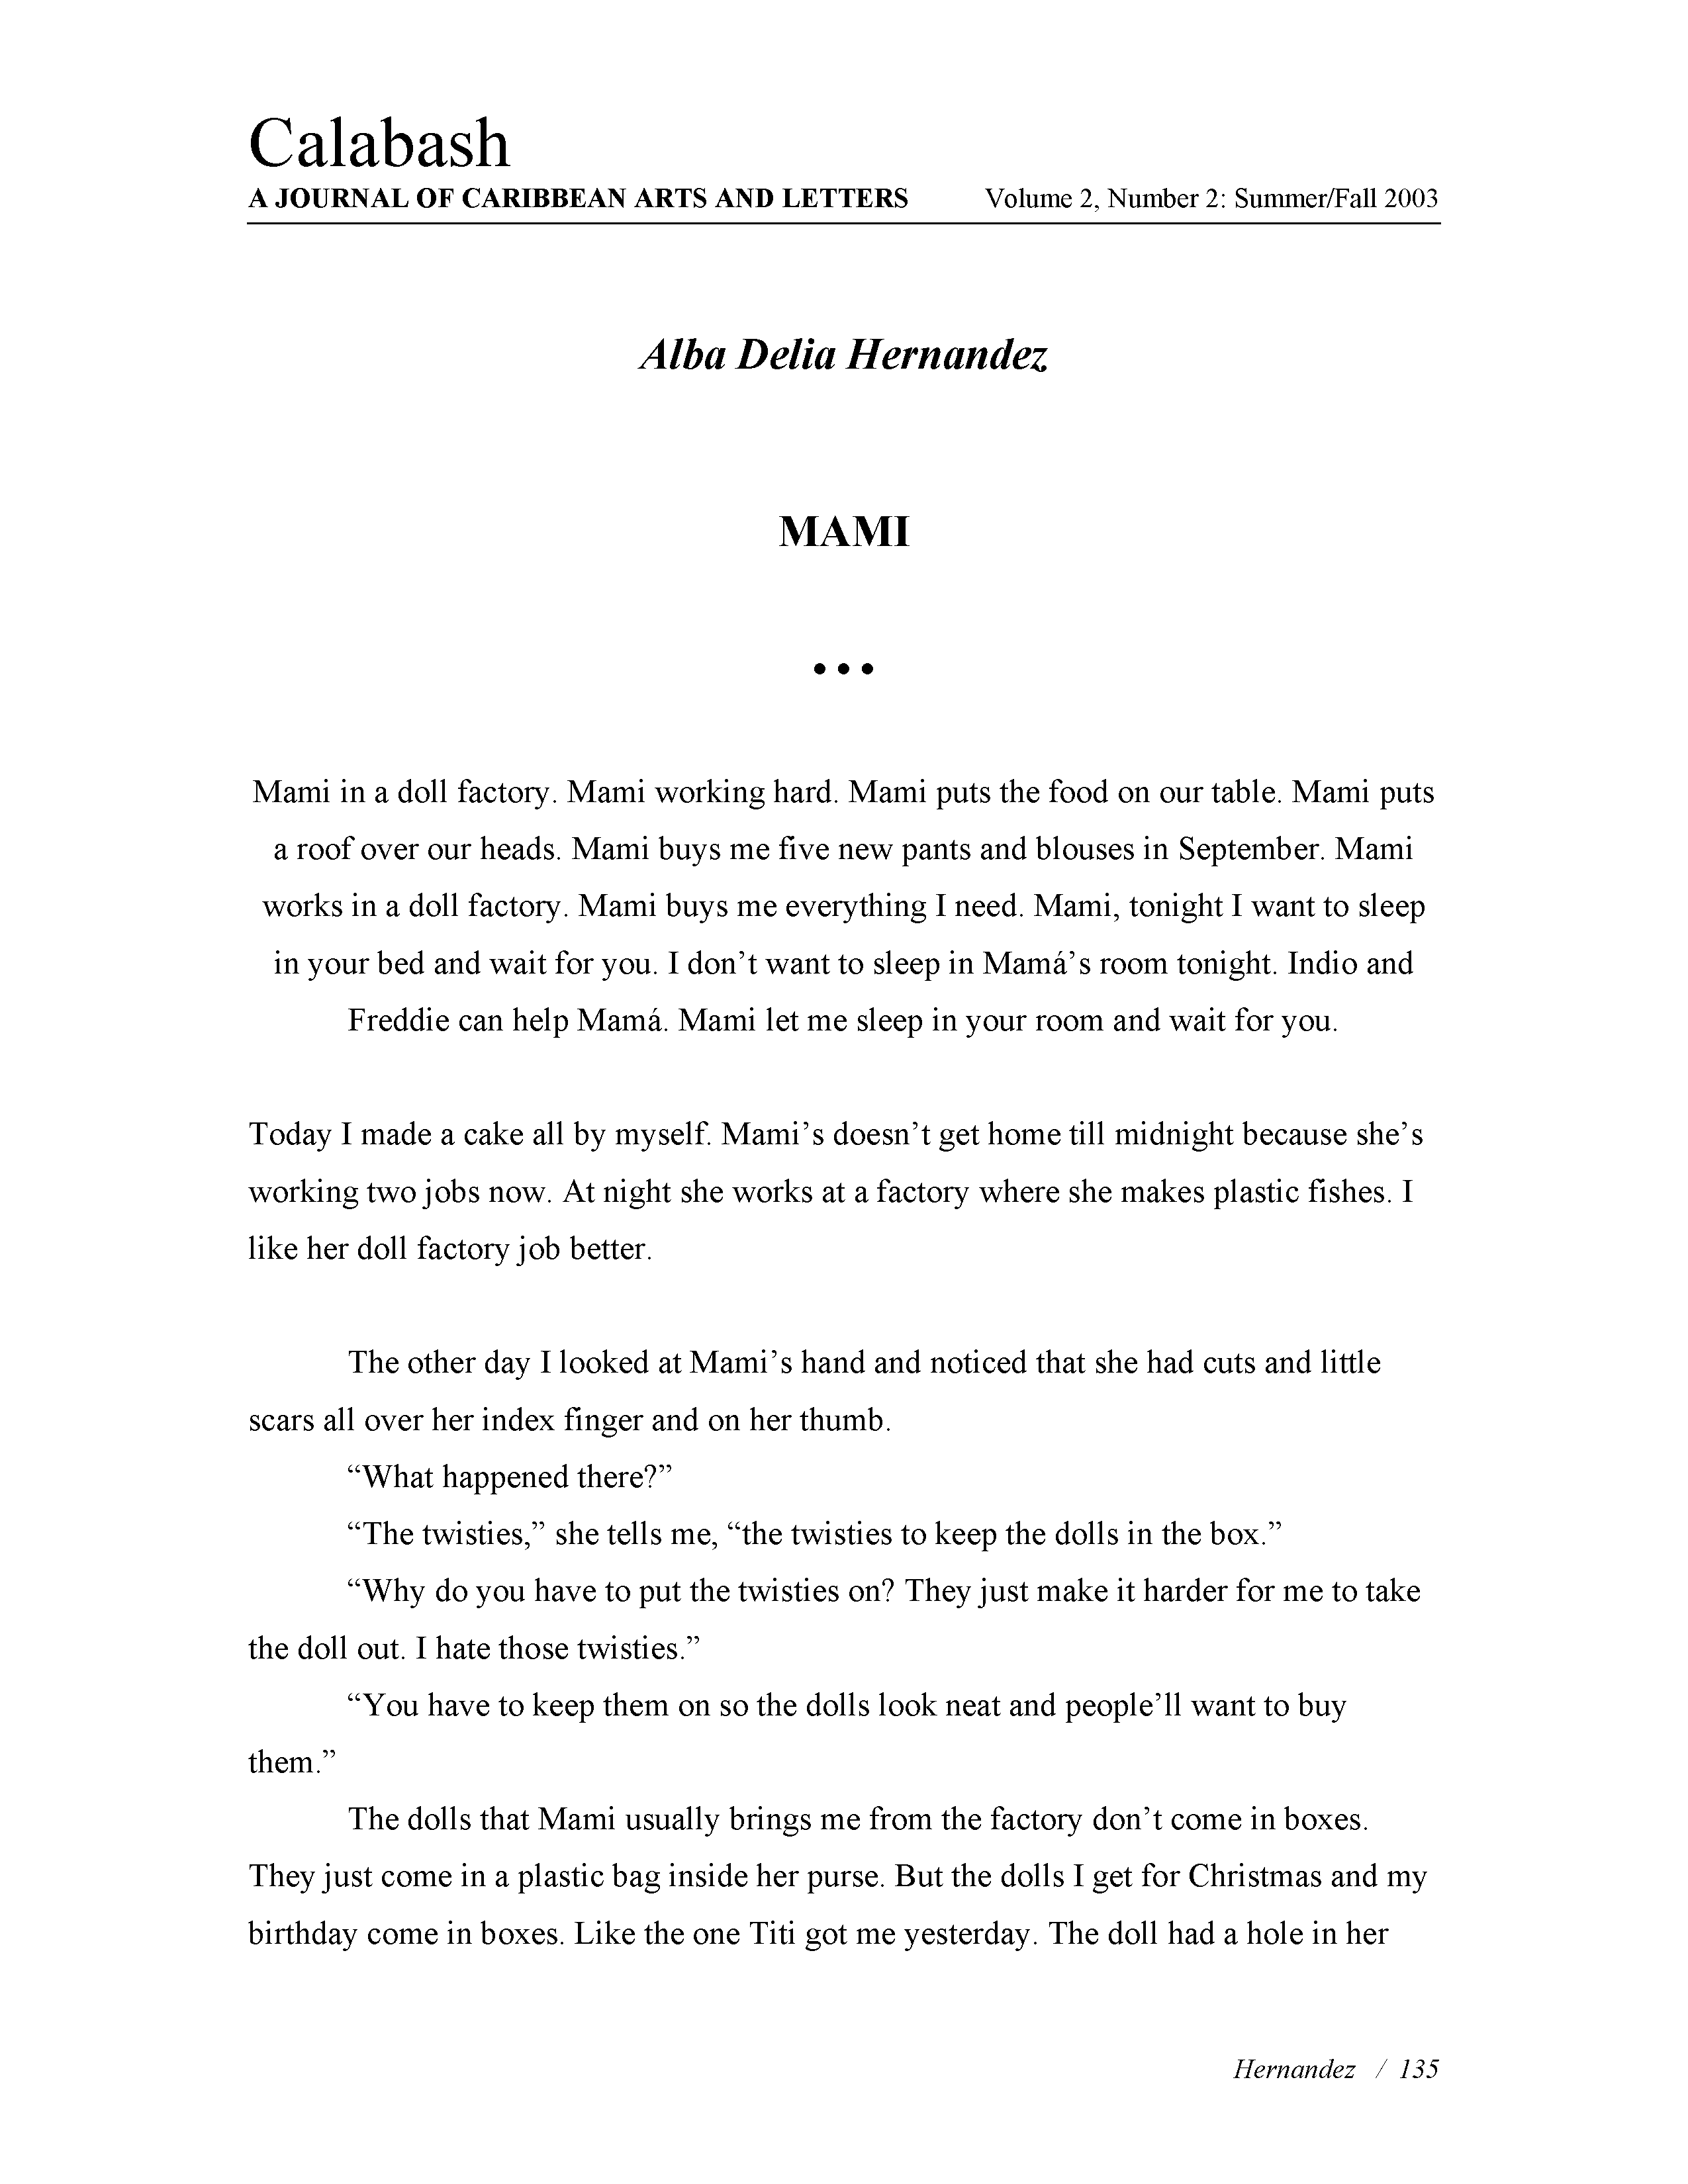 Calabash
A JOURNAL OF CARIBBEAN ARTS AND LETTERS Volume 2, Number 2: Summer/Fall 2003
Alba Delia Hernandez
MAMI
• • •
Mami in a doll factory. Mami working hard. Mami puts the food on our table. Mami puts
a roof over our heads. Mami buys me five new pants and blouses in September. Mami
works in a doll factory. Mami buys me everything I need. Mami, tonight I want to sleep
in your bed and wait for you. I don’t want to sleep in Mamá’s room tonight. Indio and
Freddie can help Mamá. Mami let me sleep in your room and wait for you.
Today I made a cake all by myself. Mami’s doesn’t get home till midnight because she’s
working two jobs now. At night she works at a factory where she makes plastic fishes. I
like her doll factory job better.
The other day I looked at Mami’s hand and noticed that she had cuts and little
scars all over her index finger and on her thumb.
“What happened there?”
“The twisties,” she tells me, “the twisties to keep the dolls in the box.”
“Why do you have to put the twisties on? They just make it harder for me to take
the doll out. I hate those twisties.”
“You have to keep them on so the dolls look neat and people’ll want to buy
them.”
The dolls that Mami usually brings me from the factory don’t come in boxes.
They just come in a plastic bag inside her purse. But the dolls I get for Christmas and my
birthday come in boxes. Like the one Titi got me yesterday. The doll had a hole in her
Hernandez / 135